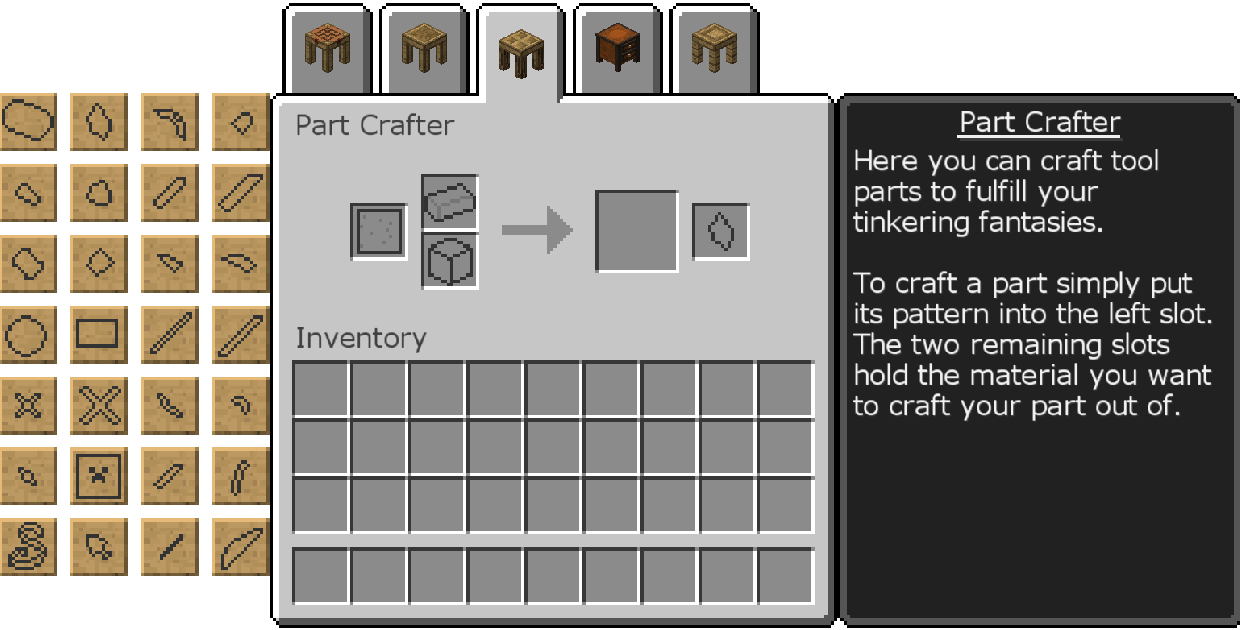 Part Crafter
Inventory
Part Crafter
Here you can craft tool
parts to fulfill your
tinkering fantasies.
To craft a part simply put
its pattern into the left slot.
The two remaining slots
hold the material you want
to craft your part out of.